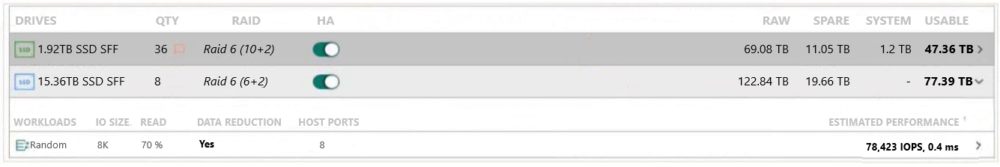 DRIVES QTY RAID HA RAW SPARE SYSTEM USABLE
SSD 1.92TB SSD SFF 36 Raid 6 (10+2) 69.08 TB 11.05 TB 1.2 TB 47.36 TB
SSD 15.36TB SSD SFF 8 Raid 6 (6+2) 122.84 TB 19.66 TB - 77.39 TB
WORKLOADS IO SIZE READ DATA REDUCTION HOST PORTS ESTIMATED PERFORMANCE
Random 8K 70 % Yes 8 78,423 IOPS, 0.4 ms